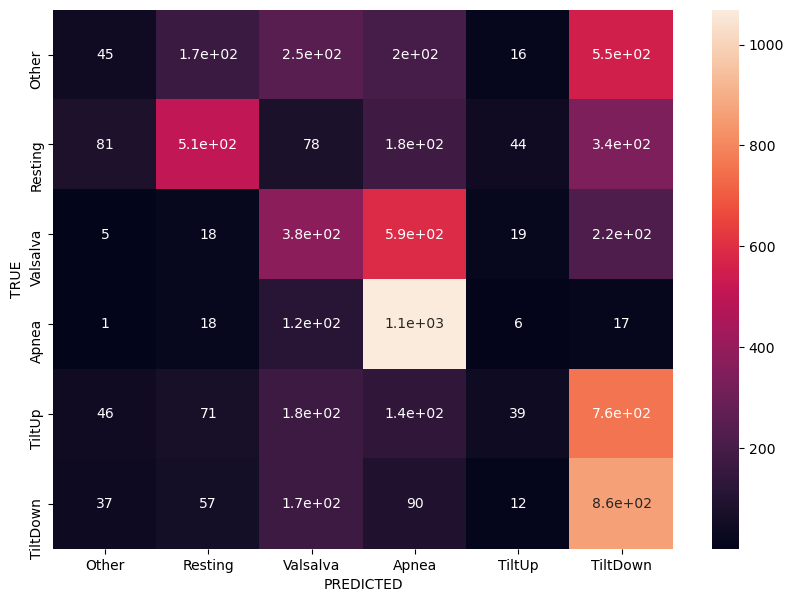 Other 45 1.7e+02 2.5e+02 2e+02 16 5.5e+02
Resting 81 5.1e+02 78 1.8e+02 44 3.4e+02
Valsalva 5 18 3.8e+02 5.9e+02 19 2.2e+02
Apnea 1 18 1.2e+02 1.1e+03 6 17
TiltUp 46 71 1.8e+02 1.4e+02 39 7.6e+02
TiltDown 37 57 1.7e+02 90 12 8.6e+02
TRUE
Other Resting Valsalva Apnea TiltUp TiltDown
PREDICTED
1000
800
600
400
200